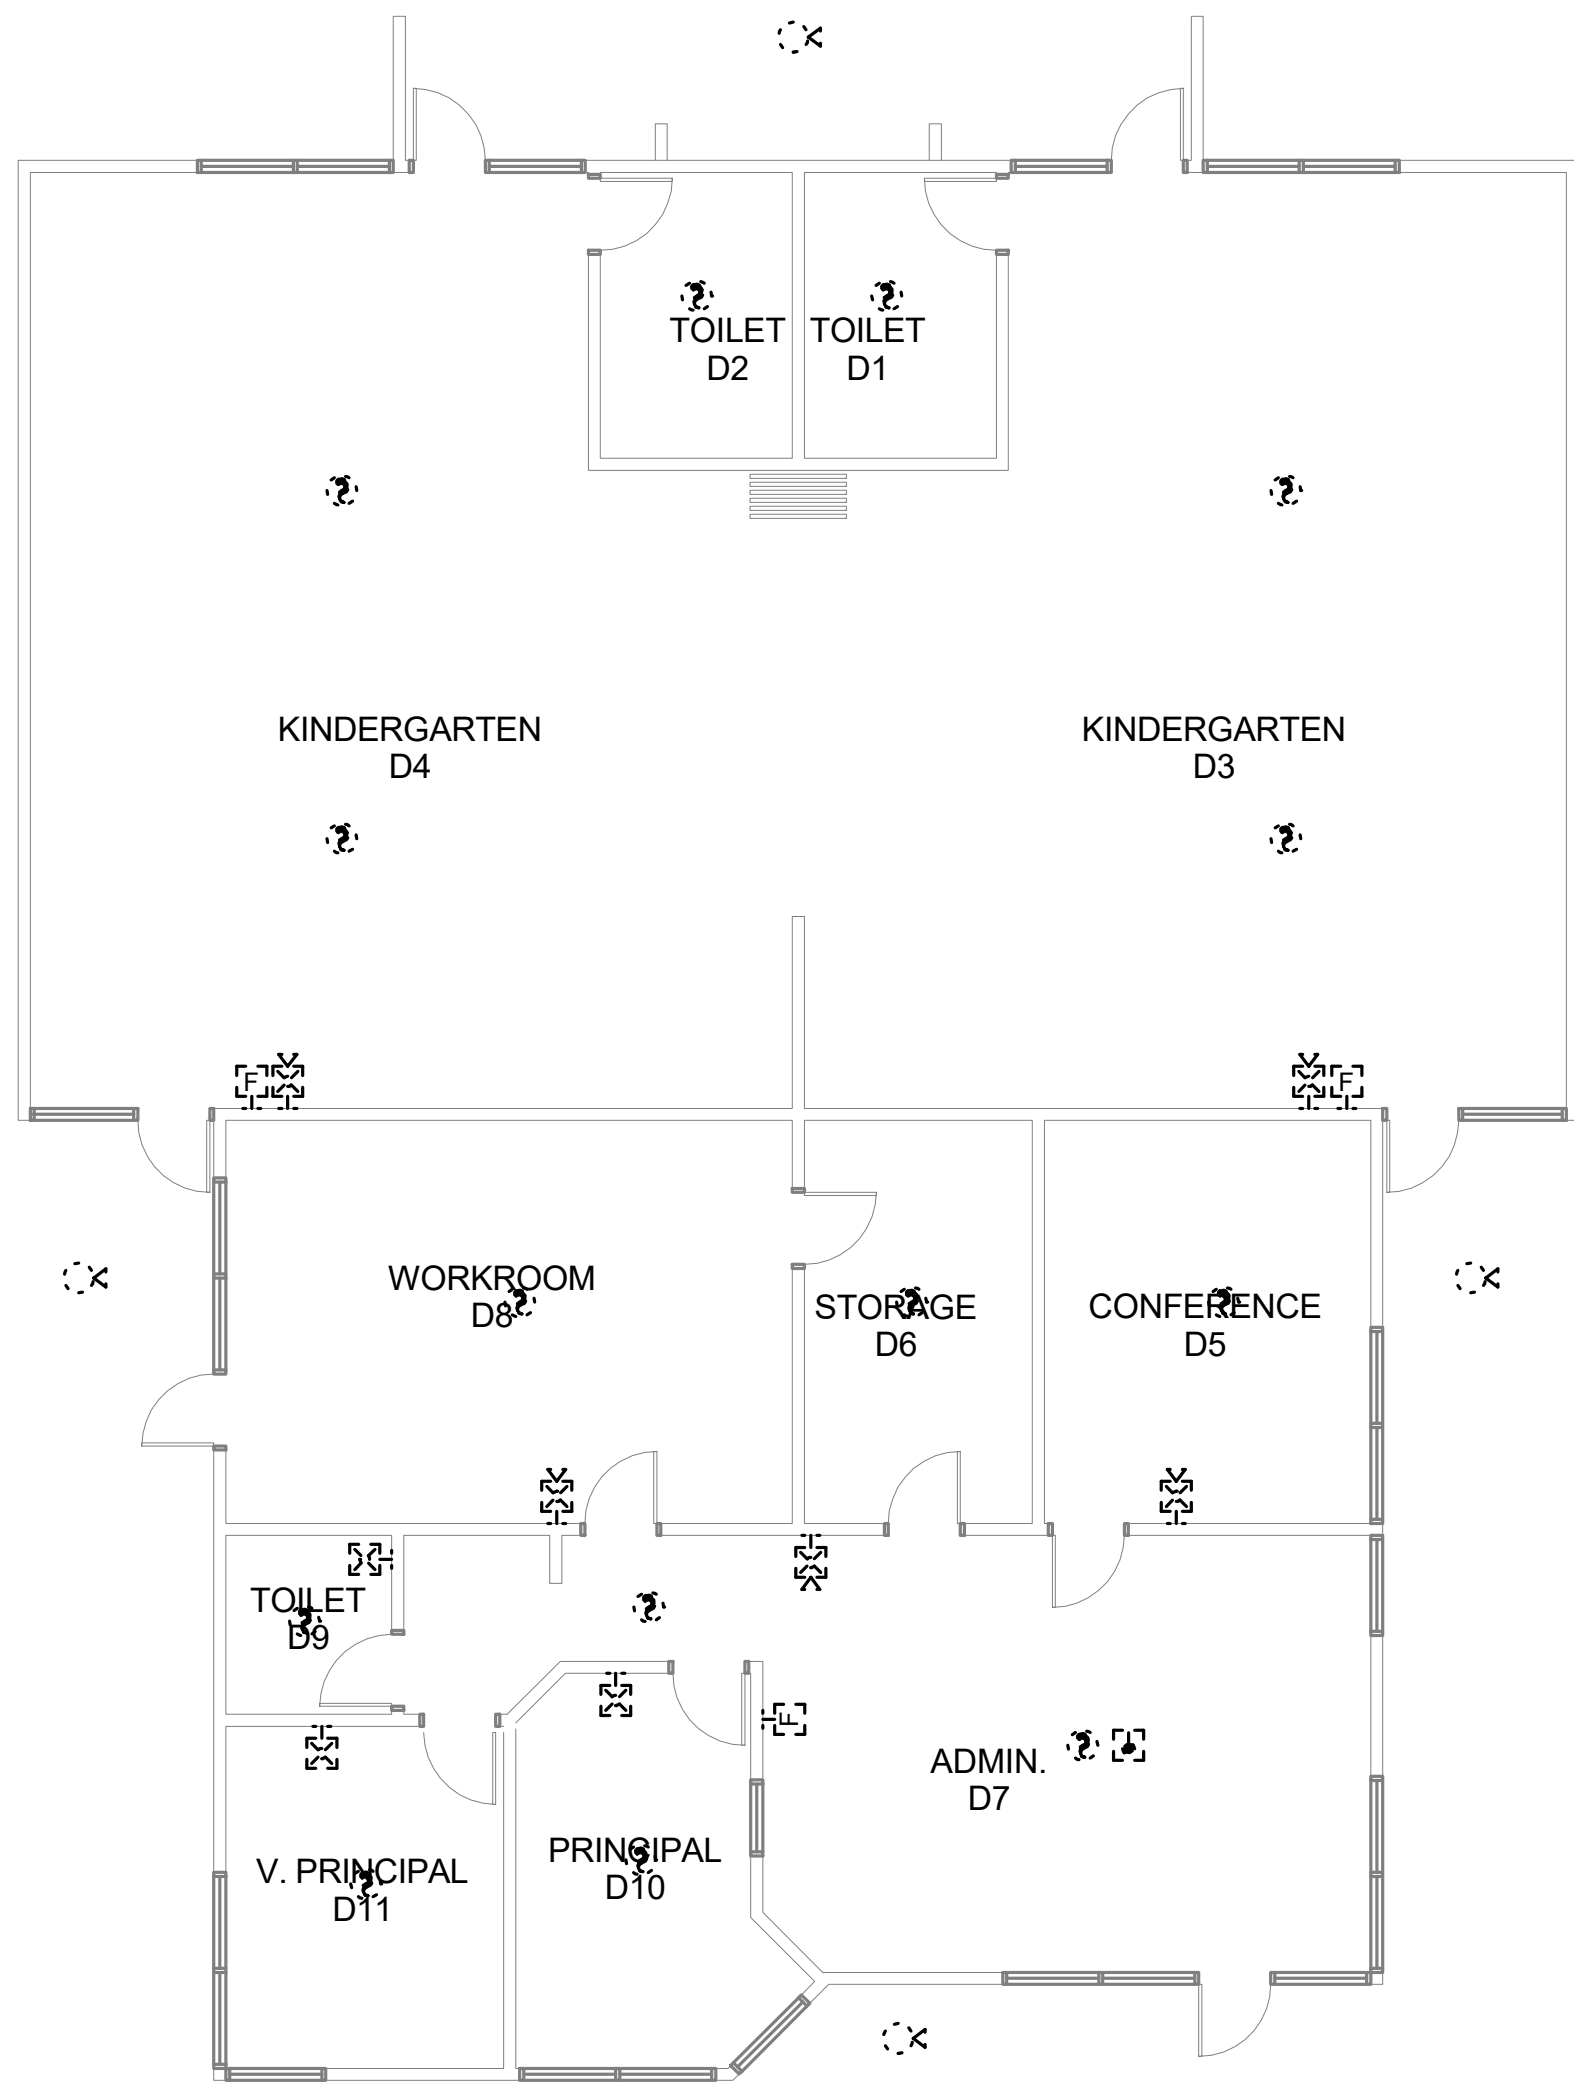 TOILET
D2
TOILET
D1
KINDERGARTEN
D4
KINDERGARTEN
D3
F
F
WORKROOM
D8
STORAGE
D6
CONFERENCE
D5
TOILET
D9
F
ADMIN.
D7
PRINCIPAL
D10
V. PRINCIPAL
D11